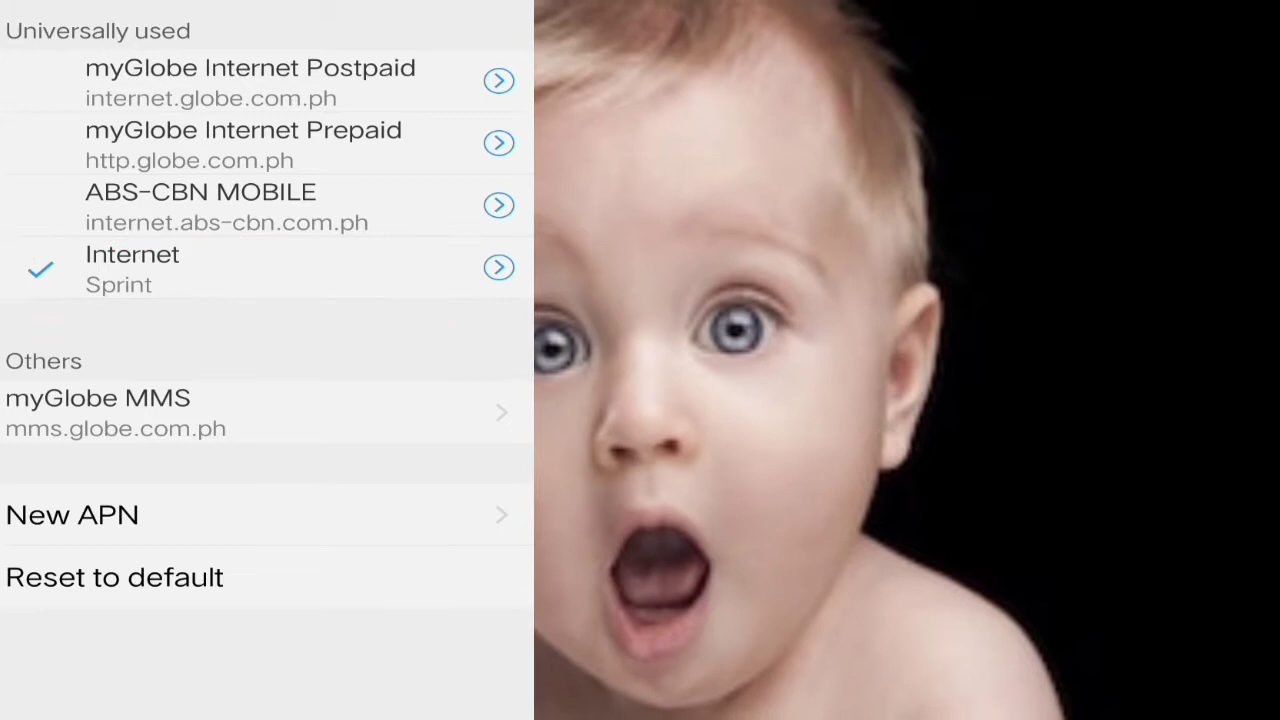 Universally used
myGlobe Internet Postpaid
internet.globe.com.ph
myGlobe Internet Prepaid
http.globe.com.ph
ABS-CBN MOBILE
internet.abs-cbn.com.ph
Internet
Sprint
Others
myGlobe MMS
mms.globe.com.ph
New APN
Reset to default